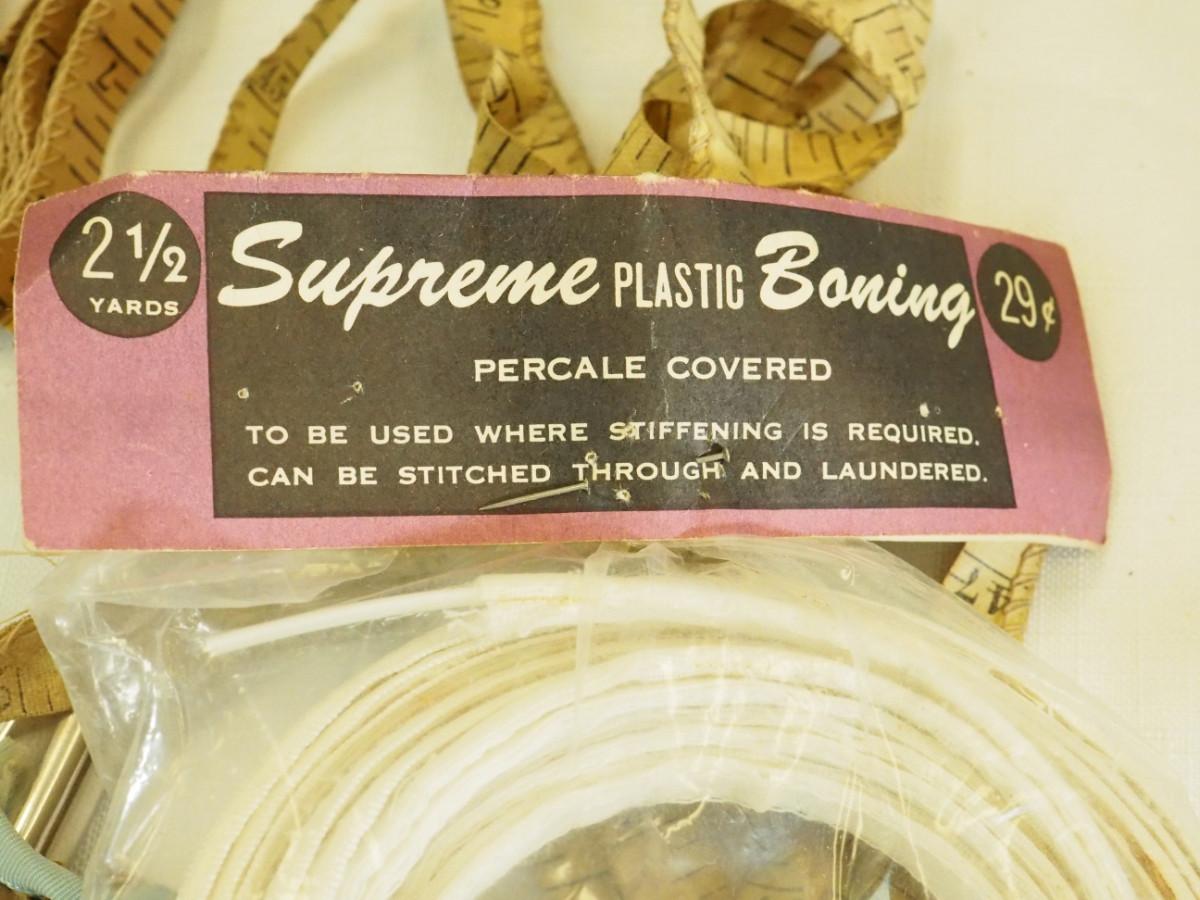 2 1/2
YARDS
Supreme PLASTIC Boning
29¢
PERCALE COVERED
TO BE USED WHERE STIFFENING IS REQUIRED.
CAN BE STITCHED THROUGH AND LAUNDERED.
47